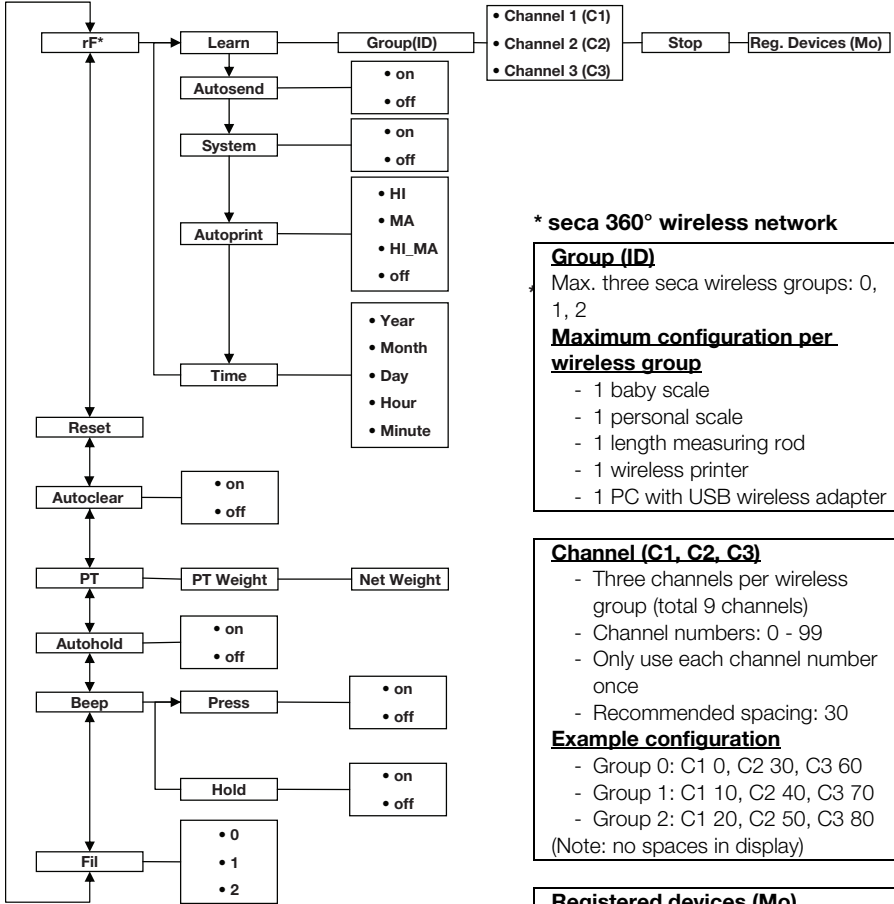 rF*
Learn
Group(ID)
• Channel 1 (C1)
• Channel 2 (C2)
• Channel 3 (C3)
Stop
Reg. Devices (Mo)
Autosend
• on
• off
System
• on
• off
Autoprint
• HI
• MA
• HI_MA
• off
Time
• Year
• Month
• Day
• Hour
• Minute
Reset
Autoclear
• on
• off
PT
PT Weight
Net Weight
Autohold
• on
• off
Beep
Press
• on
• off
Hold
• on
• off
Fil
• 0
• 1
• 2
* seca 360° wireless network
Group (ID)
* Max. three seca wireless groups: 0,
1, 2
Maximum configuration per
wireless group
- 1 baby scale
- 1 personal scale
- 1 length measuring rod
- 1 wireless printer
- 1 PC with USB wireless adapter
Channel (C1, C2, C3)
- Three channels per wireless
group (total 9 channels)
- Channel numbers: 0 - 99
- Only use each channel number
once
- Recommended spacing: 30
Example configuration
- Group 0: C1 0, C2 30, C3 60
- Group 1: C1 10, C2 40, C3 70
- Group 2: C1 20, C2 50, C3 80
(Note: no spaces in display)
Registered devices (Mo)